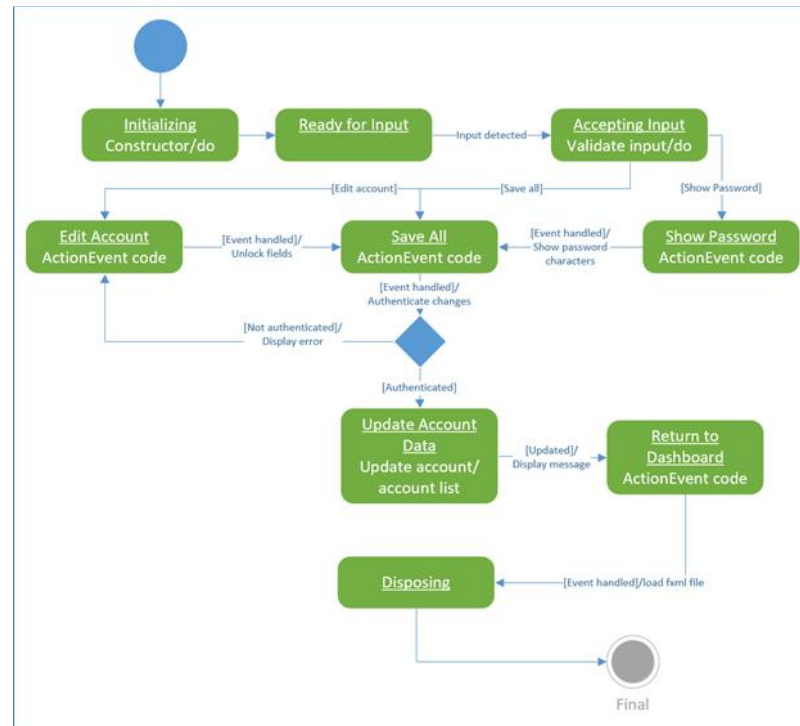 Initializing
Constructor/do
Ready for Input
Input detected
Accepting Input
Validate input/do
[Edit account]
[Save all]
[Show Password]
Edit Account
ActionEvent code
[Event handled]/
Unlock fields
Save All
ActionEvent code
[Event handled]/
Show password
characters
Show Password
ActionEvent code
[Event handled]/
Authenticate changes
[Not authenticated]/
Display error
[Authenticated]
Update Account
Data
Update account/
account list
[Updated]/
Display message
Return to
Dashboard
ActionEvent code
Disposing
[Event handled]/load fxml file
Final